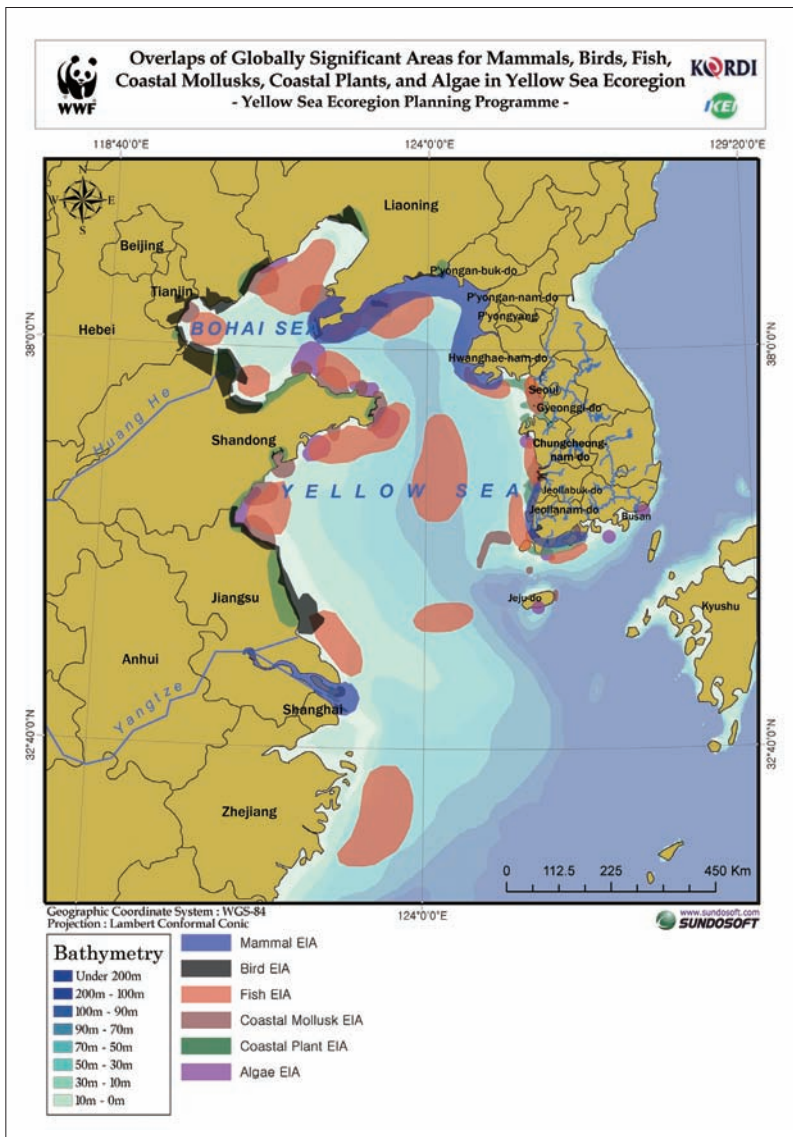 WWF
Overlaps of Globally Significant Areas for Mammals, Birds, Fish,
Coastal Mollusks, Coastal Plants, and Algae in Yellow Sea Ecoregion
- Yellow Sea Ecoregion Planning Programme -
KORDI
KEI
118°40'0"E
124°0'0"E
129°20'0"E
N
W
E
S
Liaoning
Beijing
P'yongan-buk-do
Tianjin
P'yongan-nam-do
P'yongyang
BOHAI SEA
Hebei
38°0'0"N
38°0'0"N
Hwanghae-nam-do
Seoul
Gyeonggi-do
Huang He
Shandong
Chungcheong-
nam-do
YELLOW SEA
Jeollabuk-do
Jeollanam-do
Busan
Jiangsu
Jeju-do
Kyushu
Anhui
Yangtze
Shanghai
32°40'0"N
32°40'0"N
Zhejiang
0 112.5 225 450 Km
Geographic Coordinate System : WGS-84
Projection : Lambert Conformal Conic
124°0'0"E
www.sundosoft.com
SUNDOSOFT
Bathymetry
Under 200m
200m - 100m
100m - 90m
90m - 70m
70m - 50m
50m - 30m
30m - 10m
10m - 0m
Mammal EIA
Bird EIA
Fish EIA
Coastal Mollusk EIA
Coastal Plant EIA
Algae EIA